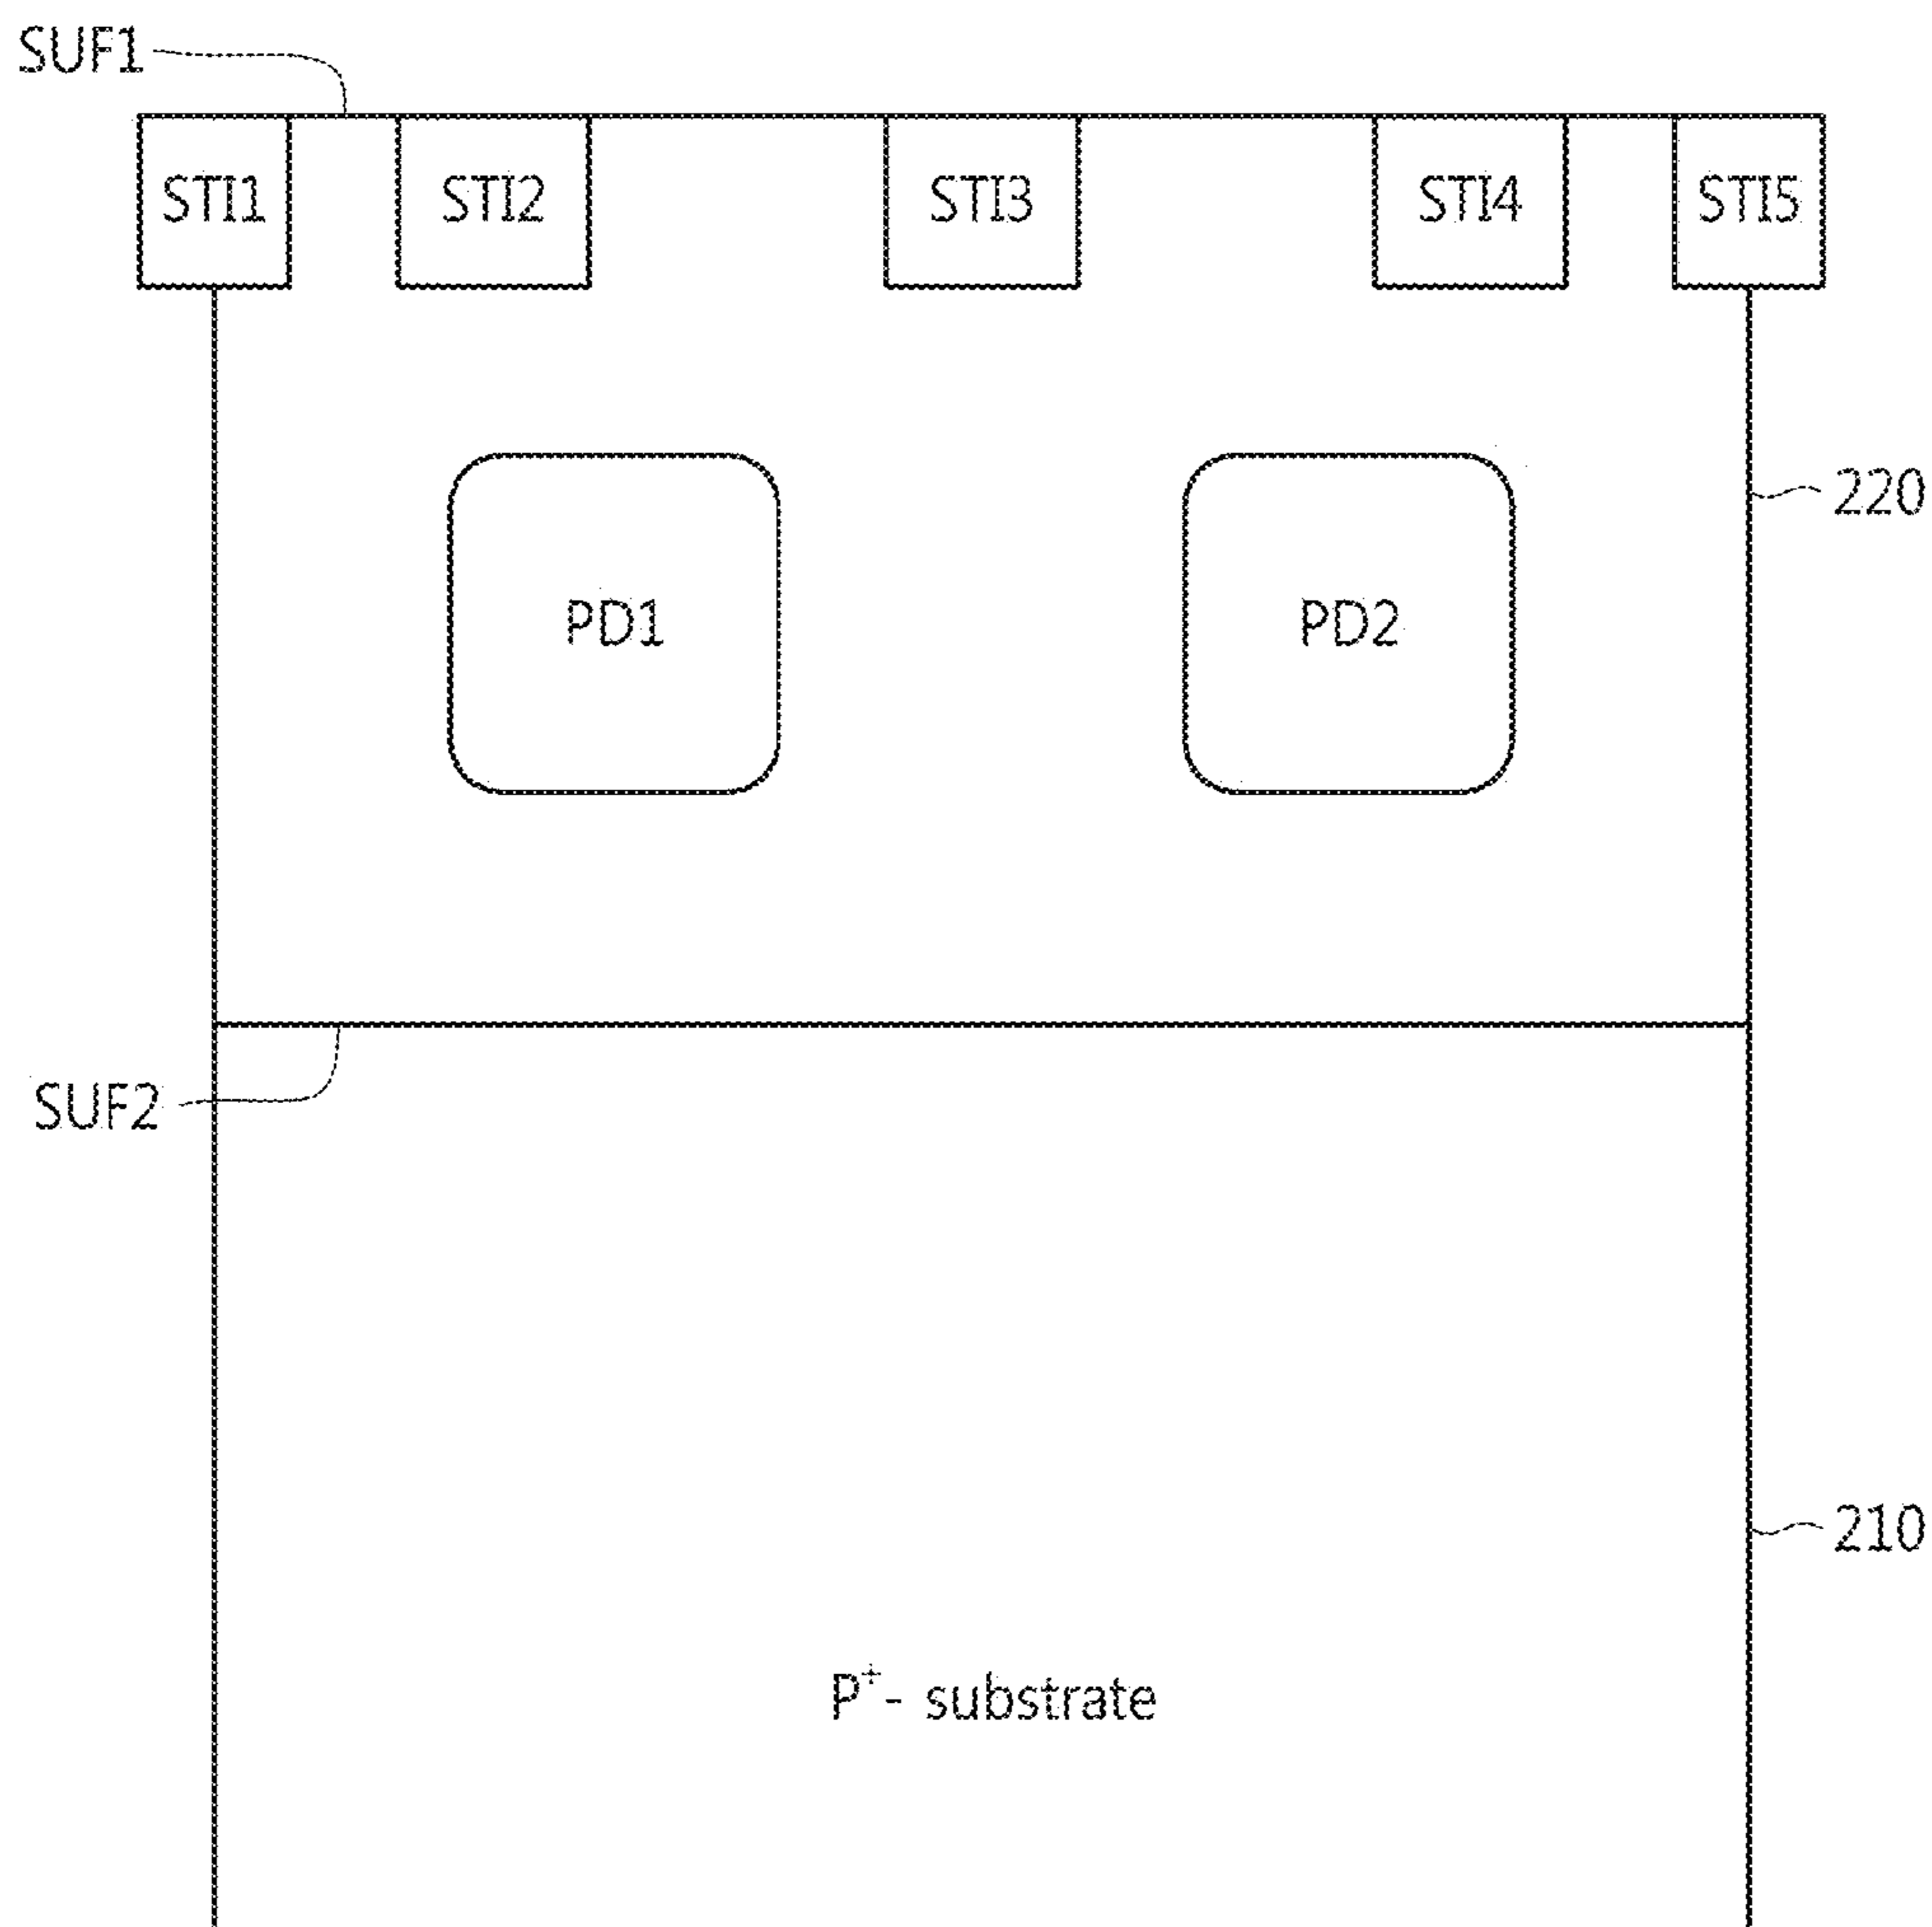 SUF1
STI1 STI2 STI3 STI4 STI5
220
PD1 PD2
SUF2
210
P⁺- substrate